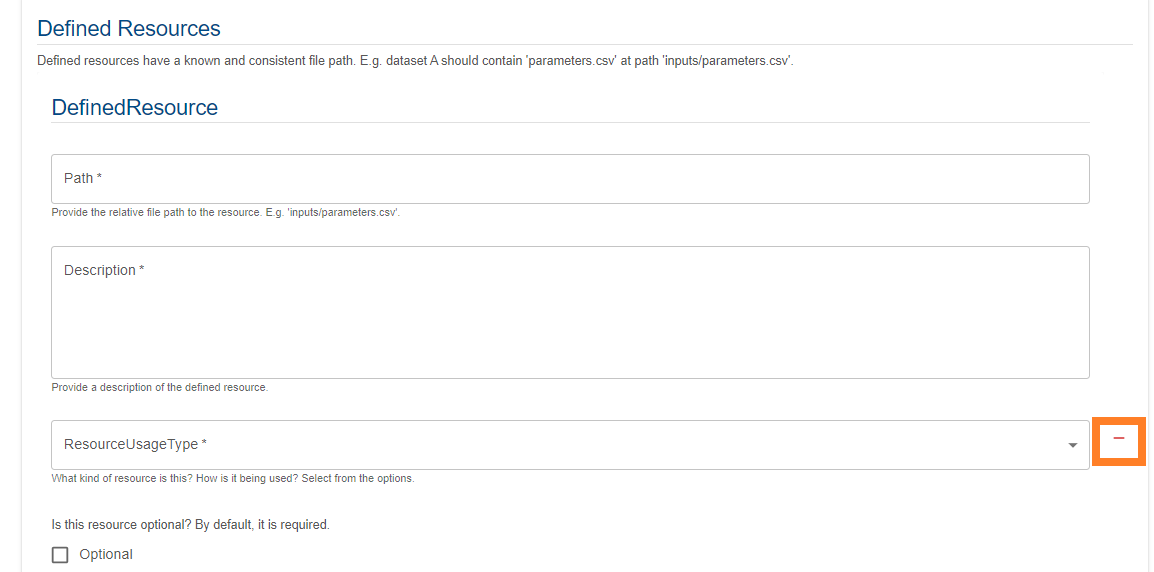 Defined Resources
Defined resources have a known and consistent file path. E.g. dataset A should contain 'parameters.csv' at path 'inputs/parameters.csv'.
DefinedResource
Path *
Provide the relative file path to the resource. E.g. 'inputs/parameters.csv'.
Description *
Provide a description of the defined resource.
ResourceUsageType *
What kind of resource is this? How is it being used? Select from the options.
Is this resource optional? By default, it is required.
Optional